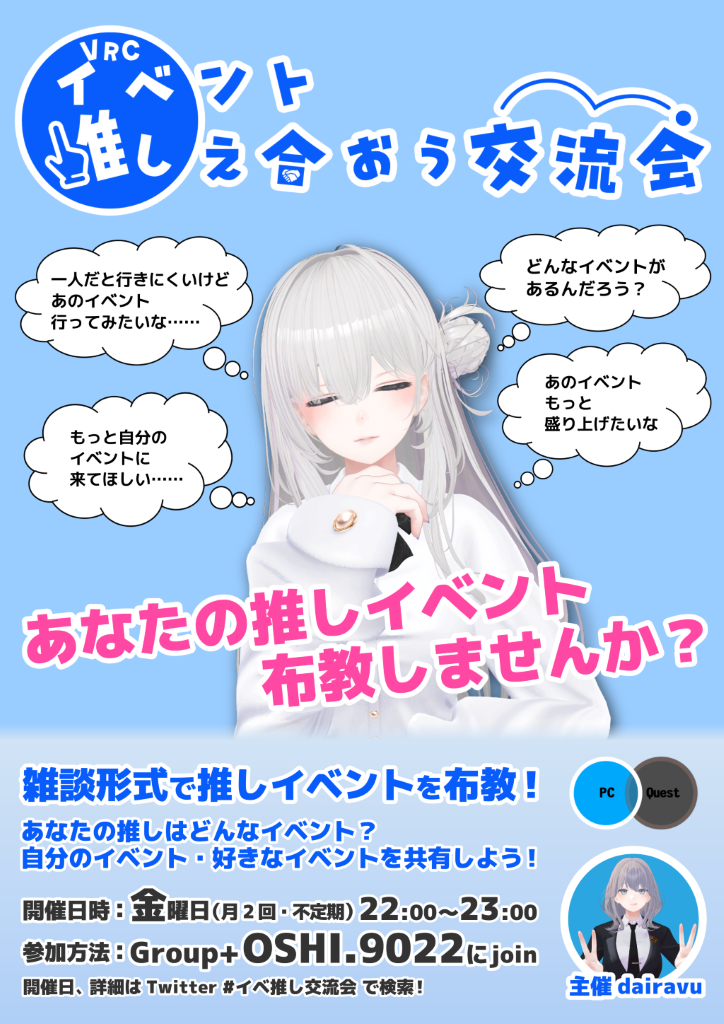 VRC
イベント
推しえ合おう交流会
一人だと行きにくいけど
あのイベント
行ってみたいな……
どんなイベントが
あるんだろう？
もっと自分の
イベントに
来てほしい……
あのイベント
もっと
盛り上げたいな
あなたの推しイベント
布教しませんか？
雑談形式で推しイベントを布教！
PC
Quest
あなたの推しはどんなイベント？
自分のイベント・好きなイベントを共有しよう！
開催日時：金曜日(月２回・不定期) 22:00〜23:00
参加方法：Group+ OSHI.9022にjoin
開催日、詳細は Twitter #イベ推し交流会 で検索！
主催 dairavu